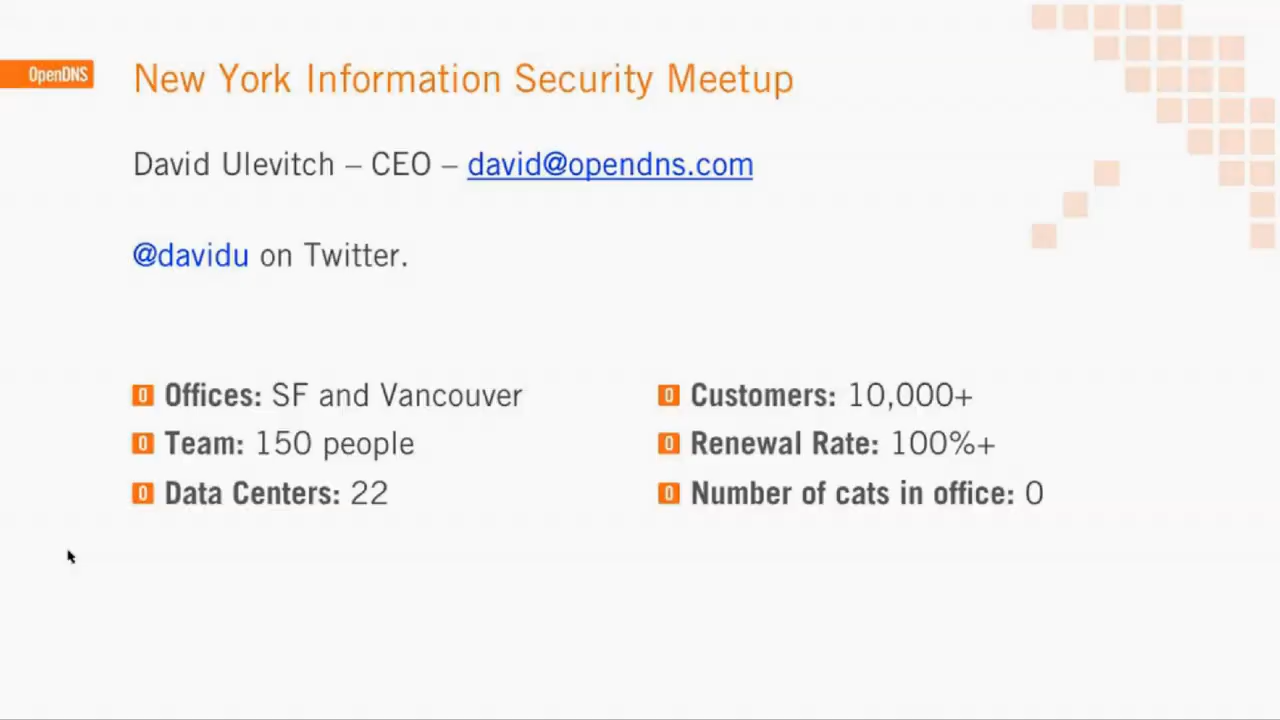 OpenDNS
New York Information Security Meetup
David Ulevitch – CEO – david@opendns.com
@davidu on Twitter.
Offices: SF and Vancouver
Team: 150 people
Data Centers: 22
Customers: 10,000+
Renewal Rate: 100%+
Number of cats in office: 0